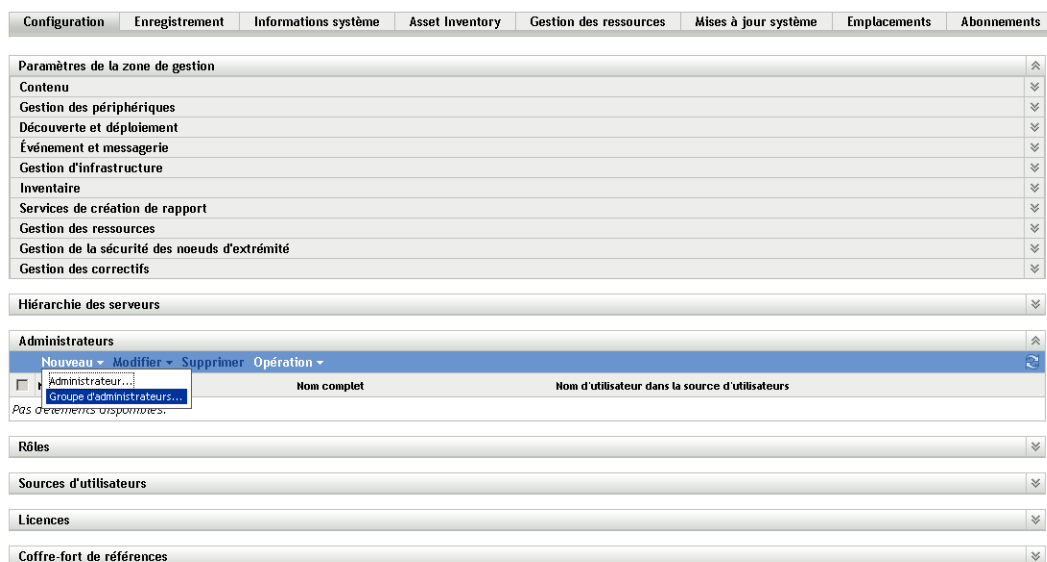 Configuration Enregistrement Informations système Asset Inventory Gestion des ressources Mises à jour système Emplacements Abonnements
Paramètres de la zone de gestion
Contenu
Gestion des périphériques
Découverte et déploiement
Événement et messagerie
Gestion d'infrastructure
Inventaire
Services de création de rapport
Gestion des ressources
Gestion de la sécurité des noeuds d'extrémité
Gestion des correctifs
Hiérarchie des serveurs
Administrateurs
Nouveau Modifier Supprimer Opération
Nom complet Nom d'utilisateur dans la source d'utilisateurs
Administrateur...
Groupe d'administrateurs...
Pas d'éléments disponibles.
Rôles
Sources d'utilisateurs
Licences
Coffre-fort de références